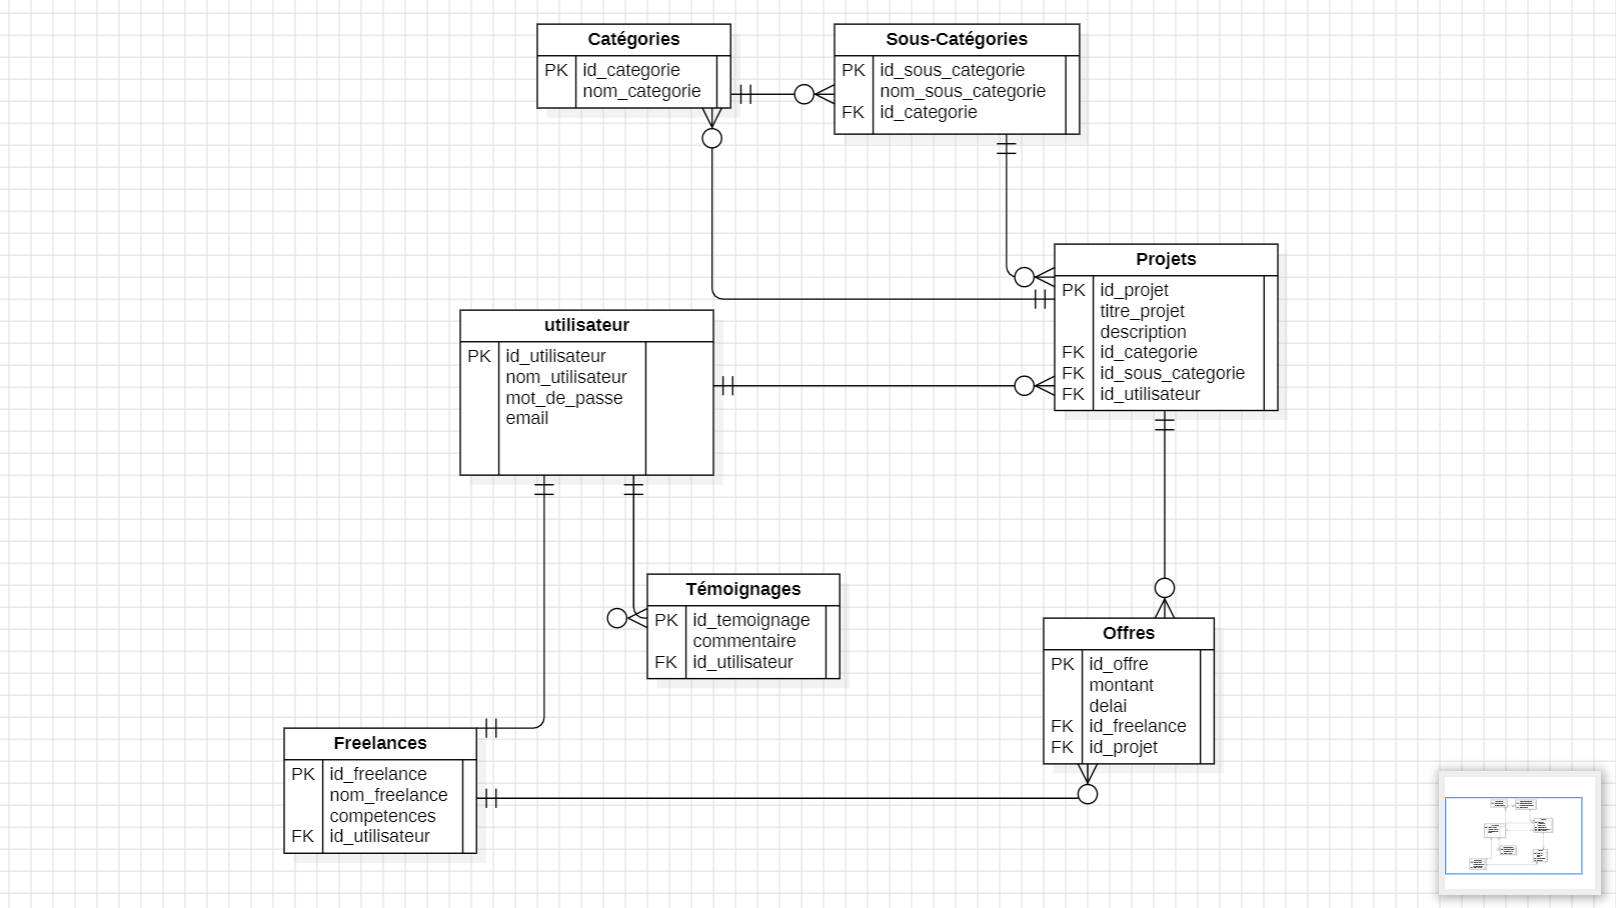 Catégories
PK id_categorie
nom_categorie
Sous-Catégories
PK id_sous_categorie
nom_sous_categorie
FK id_categorie
Projets
PK id_projet
titre_projet
description
FK id_categorie
FK id_sous_categorie
FK id_utilisateur
utilisateur
PK id_utilisateur
nom_utilisateur
mot_de_passe
email
Témoignages
PK id_temoignage
commentaire
FK id_utilisateur
Offres
PK id_offre
montant
delai
FK id_freelance
FK id_projet
Freelances
PK id_freelance
nom_freelance
competences
FK id_utilisateur